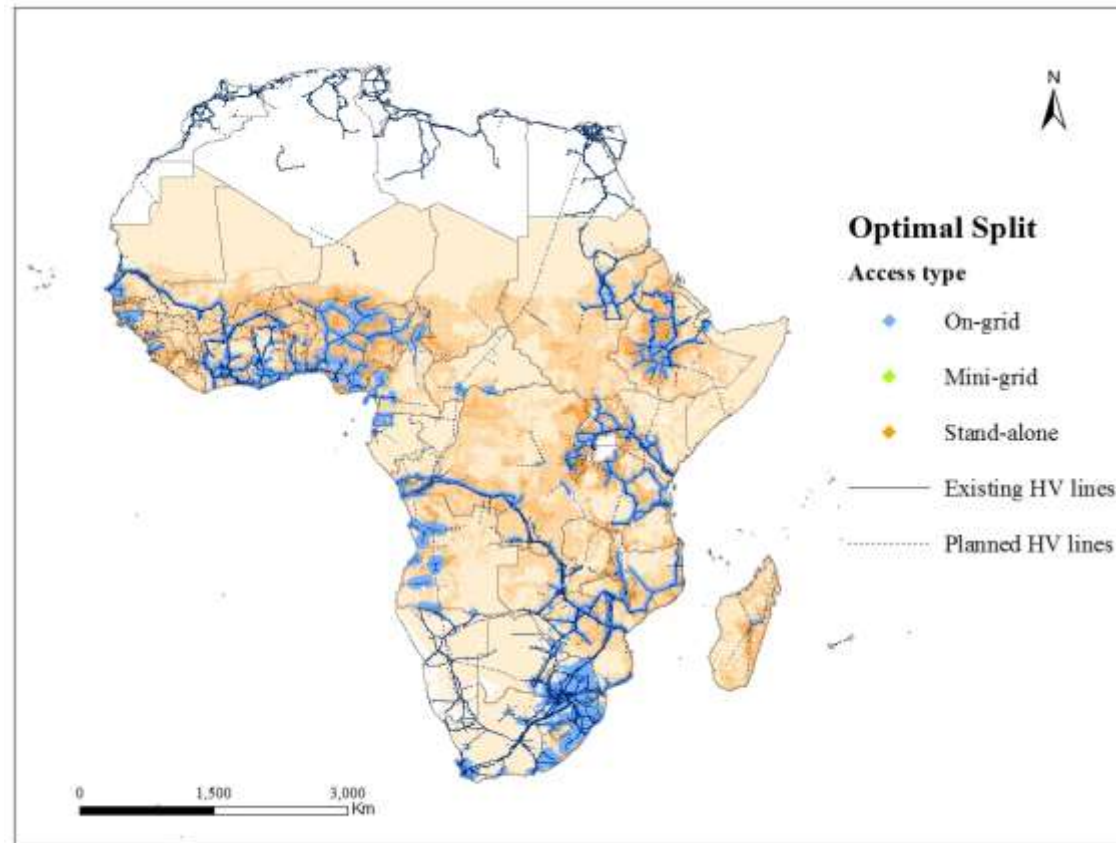 N
Optimal Split
Access type
On-grid
Mini-grid
Stand-alone
Existing HV lines
Planned HV lines
0 1,500 3,000
Km